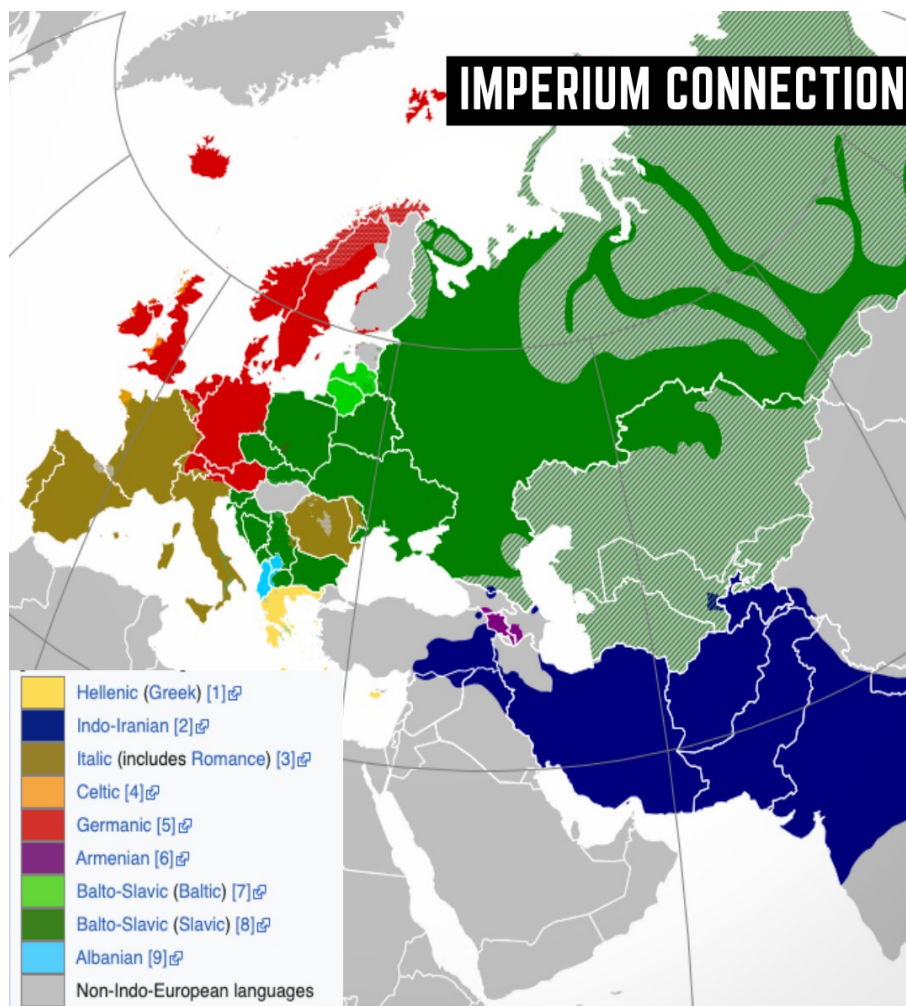 IMPERIUM CONNECTION
Hellenic (Greek) [1]
Indo-Iranian [2]
Italic (includes Romance) [3]
Celtic [4]
Germanic [5]
Armenian [6]
Balto-Slavic (Baltic) [7]
Balto-Slavic (Slavic) [8]
Albanian [9]
Non-Indo-European languages